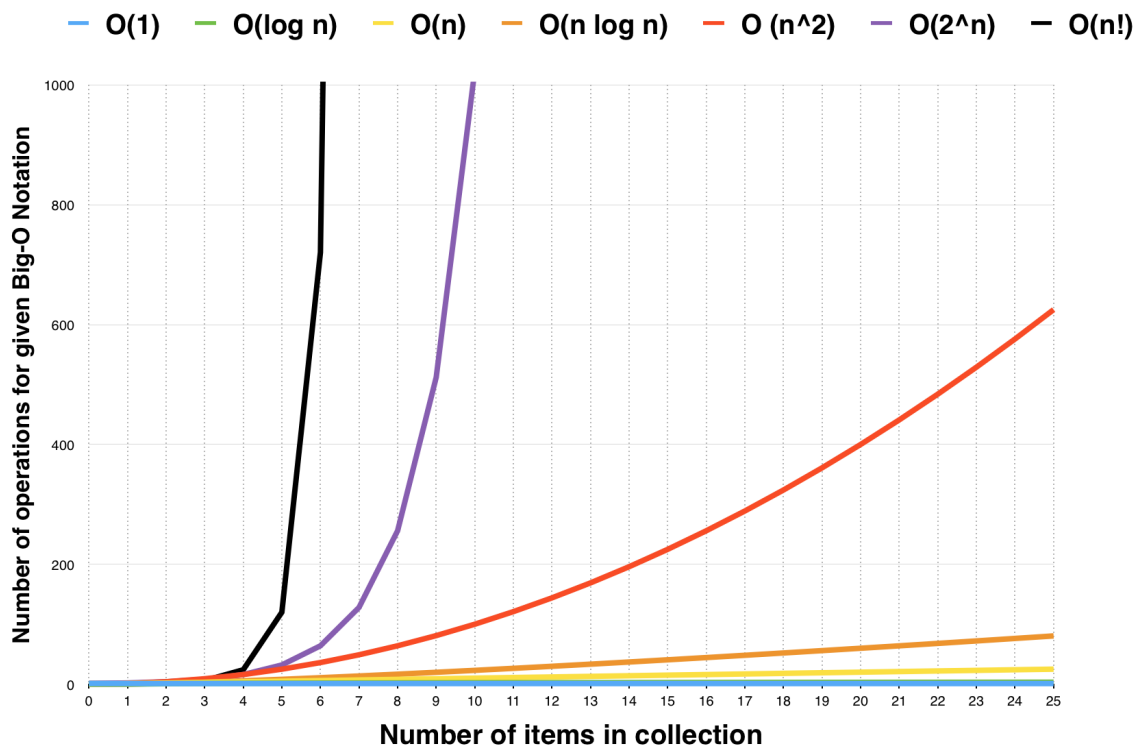 O(1) O(log n) O(n) O(n log n) O (n^2) O(2^n) O(n!)
Number of operations for given Big-O Notation
1000
800
600
400
200
0
0 1 2 3 4 5 6 7 8 9 10 11 12 13 14 15 16 17 18 19 20 21 22 23 24 25
Number of items in collection